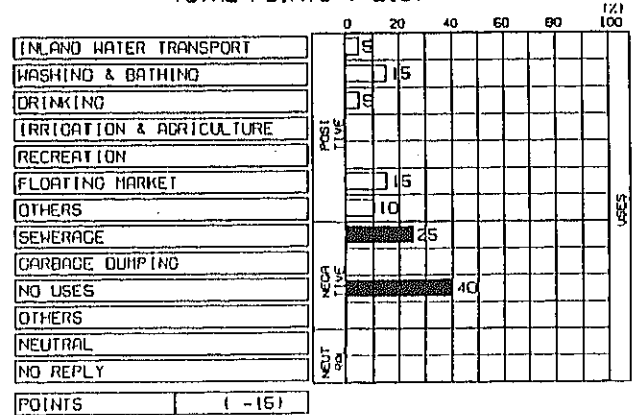 (%)
0 20 40 60 80 100
INLAND WATER TRANSPORT 5
WASHING & BATHING 15
DRINKING 5
IRRIGATION & AGRICULTURE
RECREATION
FLOATING MARKET 15
OTHERS 10
SEWERAGE 25
GARBAGE DUMPING
NO USES 40
OTHERS
NEUTRAL
NO REPLY
POSI
TIVE
NEGA
TIVE
NEUT
RAL
USES
POINTS ( -15)